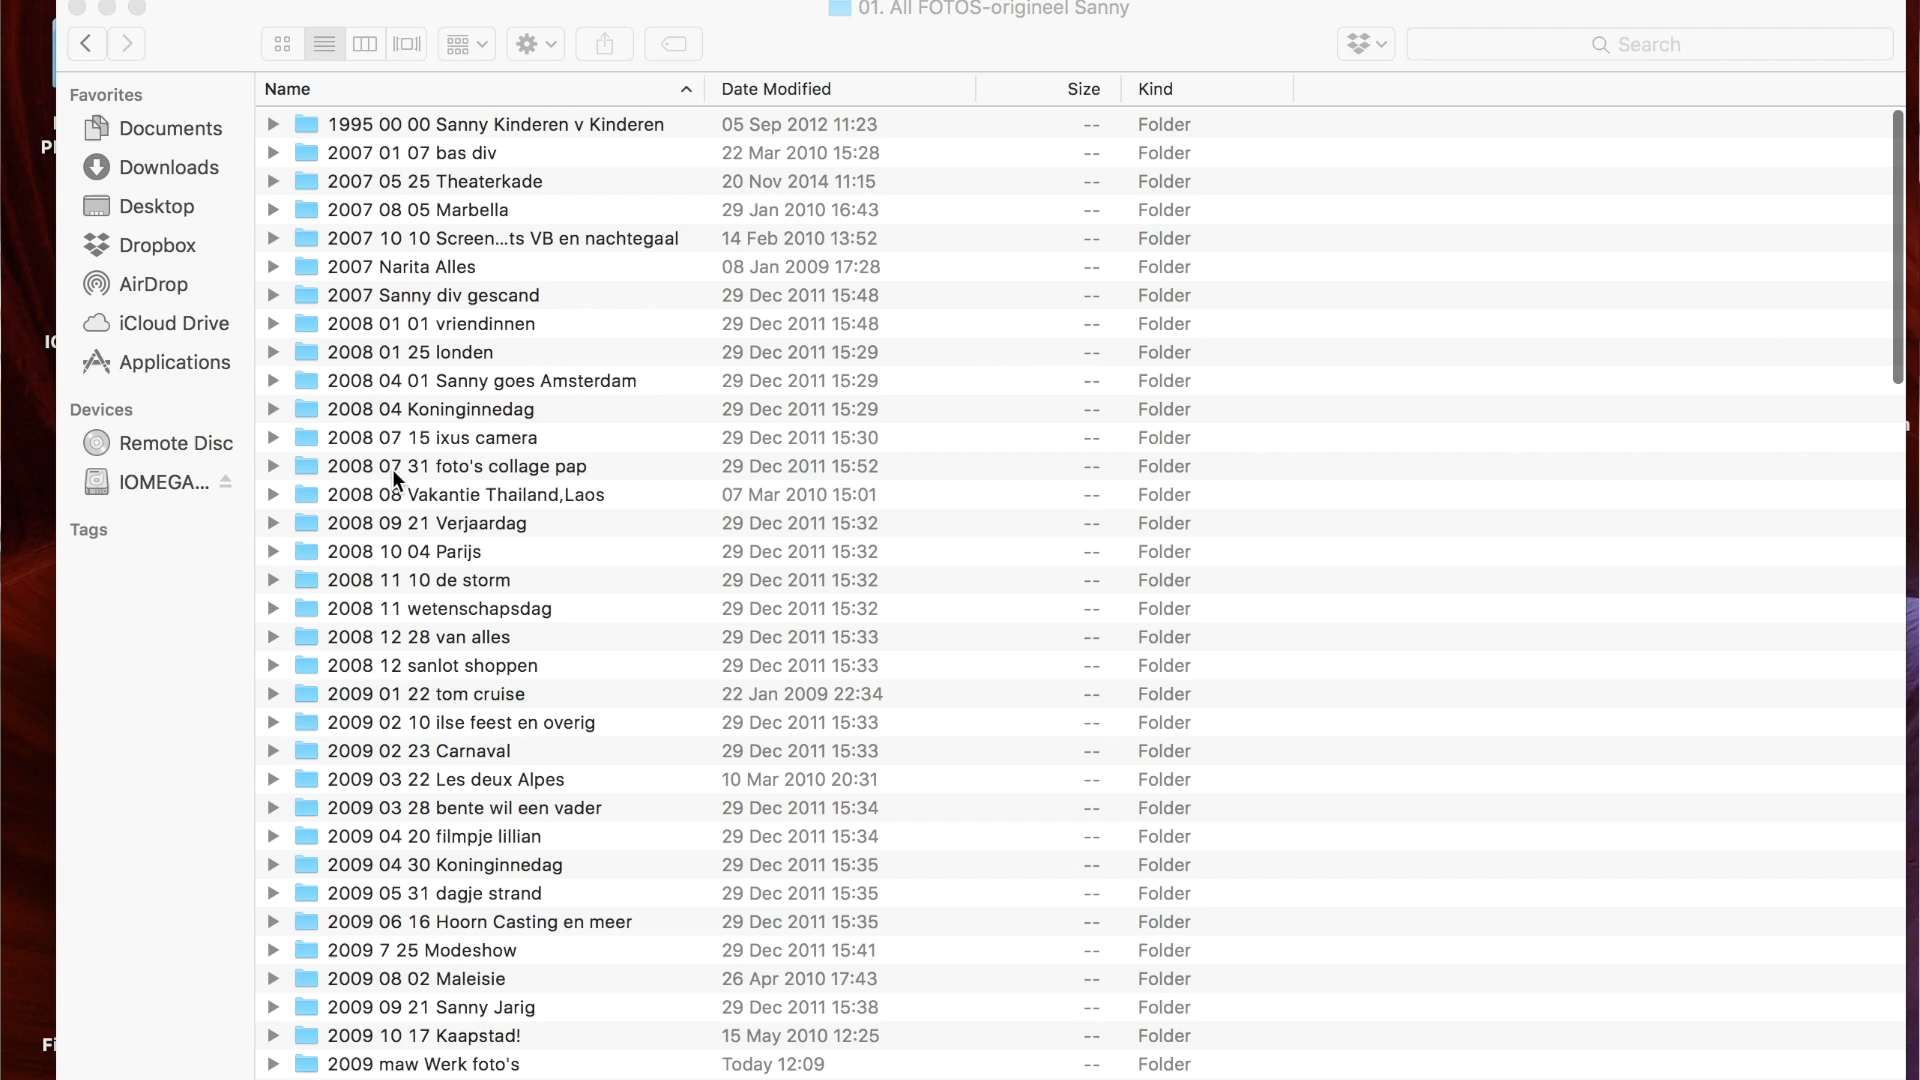 01. All FOTOS-origineel Sanny
Search
Name Date Modified Size Kind
Favorites
Documents
Downloads
Desktop
Dropbox
AirDrop
iCloud Drive
Applications
Devices
Remote Disc
IOMEGA...
Tags
1995 00 00 Sanny Kinderen v Kinderen 05 Sep 2012 11:23 -- Folder
2007 01 07 bas div 22 Mar 2010 15:28 -- Folder
2007 05 25 Theaterkade 20 Nov 2014 11:15 -- Folder
2007 08 05 Marbella 29 Jan 2010 16:43 -- Folder
2007 10 10 Screen...ts VB en nachtegaal 14 Feb 2010 13:52 -- Folder
2007 Narita Alles 08 Jan 2009 17:28 -- Folder
2007 Sanny div gescand 29 Dec 2011 15:48 -- Folder
2008 01 01 vriendinnen 29 Dec 2011 15:48 -- Folder
2008 01 25 londen 29 Dec 2011 15:29 -- Folder
2008 04 01 Sanny goes Amsterdam 29 Dec 2011 15:29 -- Folder
2008 04 Koninginnedag 29 Dec 2011 15:29 -- Folder
2008 07 15 ixus camera 29 Dec 2011 15:30 -- Folder
2008 07 31 foto's collage pap 29 Dec 2011 15:52 -- Folder
2008 08 Vakantie Thailand,Laos 07 Mar 2010 15:01 -- Folder
2008 09 21 Verjaardag 29 Dec 2011 15:32 -- Folder
2008 10 04 Parijs 29 Dec 2011 15:32 -- Folder
2008 11 10 de storm 29 Dec 2011 15:32 -- Folder
2008 11 wetenschapsdag 29 Dec 2011 15:32 -- Folder
2008 12 28 van alles 29 Dec 2011 15:33 -- Folder
2008 12 sanlot shoppen 29 Dec 2011 15:33 -- Folder
2009 01 22 tom cruise 22 Jan 2009 22:34 -- Folder
2009 02 10 ilse feest en overig 29 Dec 2011 15:33 -- Folder
2009 02 23 Carnaval 29 Dec 2011 15:33 -- Folder
2009 03 22 Les deux Alpes 10 Mar 2010 20:31 -- Folder
2009 03 28 bente wil een vader 29 Dec 2011 15:34 -- Folder
2009 04 20 filmpje lillian 29 Dec 2011 15:34 -- Folder
2009 04 30 Koninginnedag 29 Dec 2011 15:35 -- Folder
2009 05 31 dagje strand 29 Dec 2011 15:35 -- Folder
2009 06 16 Hoorn Casting en meer 29 Dec 2011 15:35 -- Folder
2009 7 25 Modeshow 29 Dec 2011 15:41 -- Folder
2009 08 02 Maleisie 26 Apr 2010 17:43 -- Folder
2009 09 21 Sanny Jarig 29 Dec 2011 15:38 -- Folder
2009 10 17 Kaapstad! 15 May 2010 12:25 -- Folder
2009 maw Werk foto's Today 12:09 -- Folder